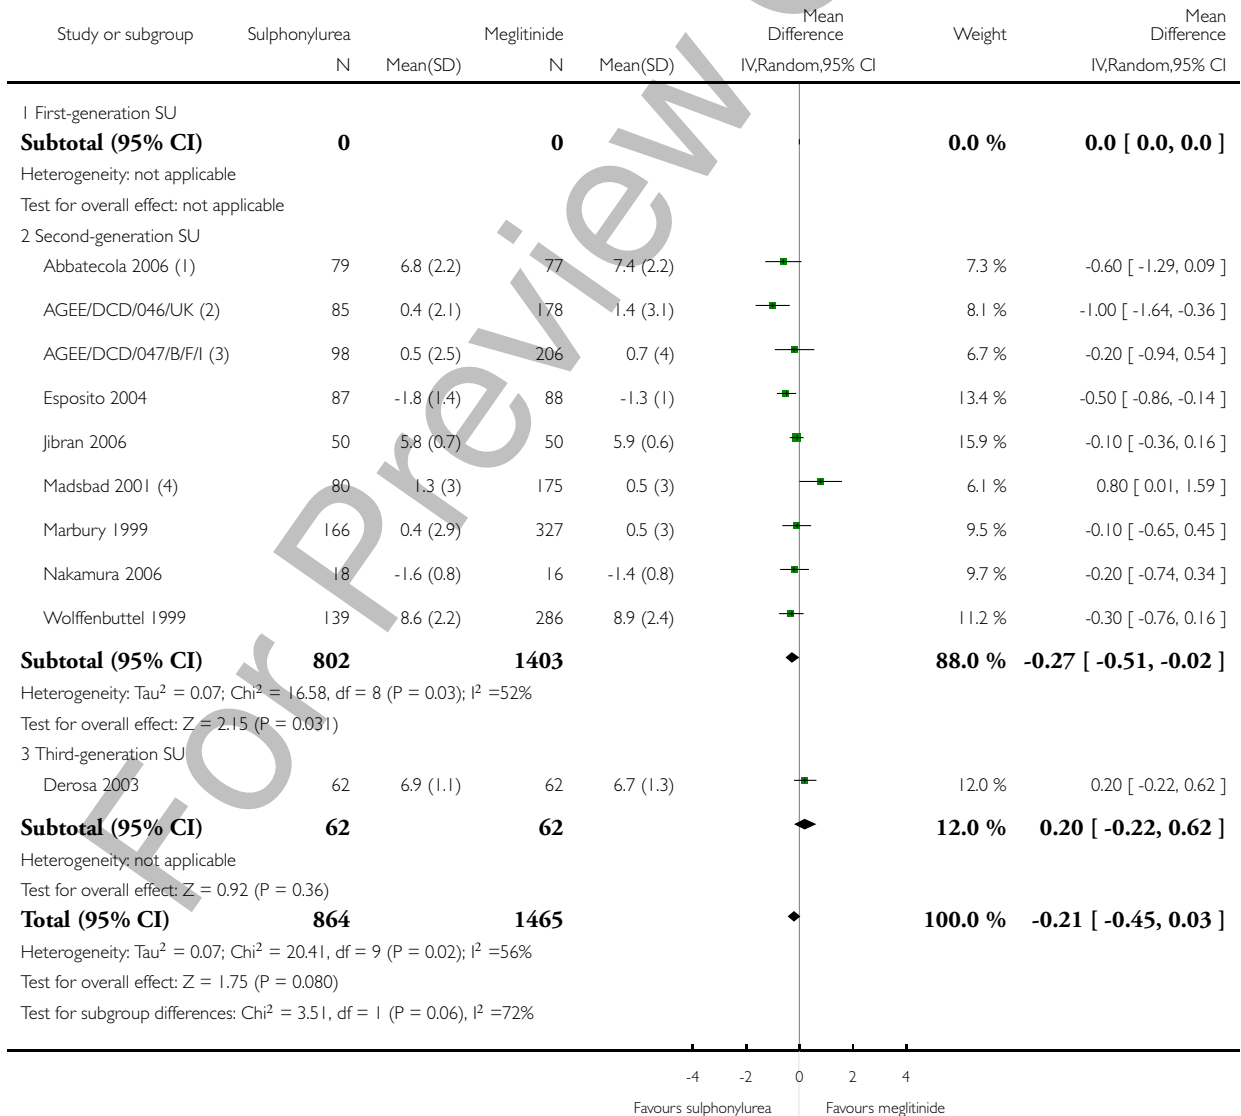 Mean Mean
Study or subgroup Sulphonylurea Meglitinide Difference Weight Difference
N Mean(SD) N Mean(SD) IV,Random,95% CI IV,Random,95% CI
1 First-generation SU
Subtotal (95% CI) 0 0 0.0 % 0.0 [ 0.0, 0.0 ]
Heterogeneity: not applicable
Test for overall effect: not applicable
2 Second-generation SU
Abbatecola 2006 (1) 79 6.8 (2.2) 77 7.4 (2.2) 7.3 % -0.60 [ -1.29, 0.09 ]
AGEE/DCD/046/UK (2) 85 0.4 (2.1) 178 1.4 (3.1) 8.1 % -1.00 [ -1.64, -0.36 ]
AGEE/DCD/047/B/F/I (3) 98 0.5 (2.5) 206 0.7 (4) 6.7 % -0.20 [ -0.94, 0.54 ]
Esposito 2004 87 -1.8 (1.4) 88 -1.3 (1) 13.4 % -0.50 [ -0.86, -0.14 ]
Jibran 2006 50 5.8 (0.7) 50 5.9 (0.6) 15.9 % -0.10 [ -0.36, 0.16 ]
Madsbad 2001 (4) 80 1.3 (3) 175 0.5 (3) 6.1 % 0.80 [ 0.01, 1.59 ]
Marbury 1999 166 0.4 (2.9) 327 0.5 (3) 9.5 % -0.10 [ -0.65, 0.45 ]
Nakamura 2006 18 -1.6 (0.8) 16 -1.4 (0.8) 9.7 % -0.20 [ -0.74, 0.34 ]
Wolffenbuttel 1999 139 8.6 (2.2) 286 8.9 (2.4) 11.2 % -0.30 [ -0.76, 0.16 ]
Subtotal (95% CI) 802 1403 88.0 % -0.27 [ -0.51, -0.02 ]
Heterogeneity: Tau² = 0.07; Chi² = 16.58, df = 8 (P = 0.03); I² =52%
Test for overall effect: Z = 2.15 (P = 0.031)
3 Third-generation SU
Derosa 2003 62 6.9 (1.1) 62 6.7 (1.3) 12.0 % 0.20 [ -0.22, 0.62 ]
Subtotal (95% CI) 62 62 12.0 % 0.20 [ -0.22, 0.62 ]
Heterogeneity: not applicable
Test for overall effect: Z = 0.92 (P = 0.36)
Total (95% CI) 864 1465 100.0 % -0.21 [ -0.45, 0.03 ]
Heterogeneity: Tau² = 0.07; Chi² = 20.41, df = 9 (P = 0.02); I² =56%
Test for overall effect: Z = 1.75 (P = 0.080)
Test for subgroup differences: Chi² = 3.51, df = 1 (P = 0.06), I² =72%
-4 -2 0 2 4
Favours sulphonylurea Favours meglitinide
For Preview